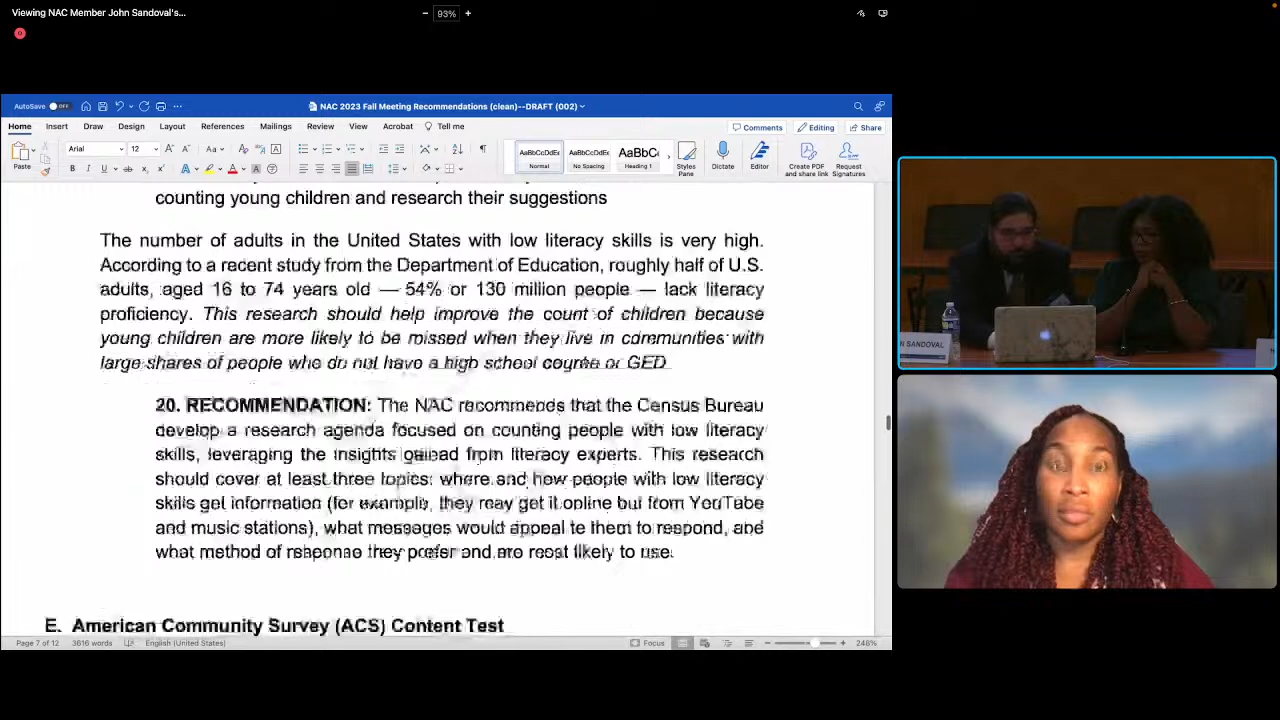 Viewing NAC Member John Sandoval's...
93%
AutoSave OFF
NAC 2023 Fall Meeting Recommendations (clean)--DRAFT (002)
Home Insert Draw Design Layout References Mailings Review View Acrobat Tell me
Comments Editing Share
Paste
Arial 12
AaBbCcDdEe AaBbCcDdEe AaBbC
Normal No Spacing Heading 1
Styles Pane
Dictate
Editor
Create PDF and share link
Request Signatures
counting young children and research their suggestions
The number of adults in the United States with low literacy skills is very high.
According to a recent study from the Department of Education, roughly half of U.S.
adults, aged 16 to 74 years old — 54% or 130 million people — lack literacy
proficiency. This research should help improve the count of children because
young children are more likely to be missed when they live in communities with
large shares of people who do not have a high school course or GED
20. RECOMMENDATION: The NAC recommends that the Census Bureau
develop a research agenda focused on counting people with low literacy
skills, leveraging the insights gained from literacy experts. This research
should cover at least three topics: where and how people with low literacy
skills get information (for example, they may get it online but from YouTube
and music stations), what messages would appeal to them to respond, and
what method of response they prefer and are most likely to use.
E. American Community Survey (ACS) Content Test
Page 7 of 12 3616 words English (United States) Focus 248%
N SANDOVAL